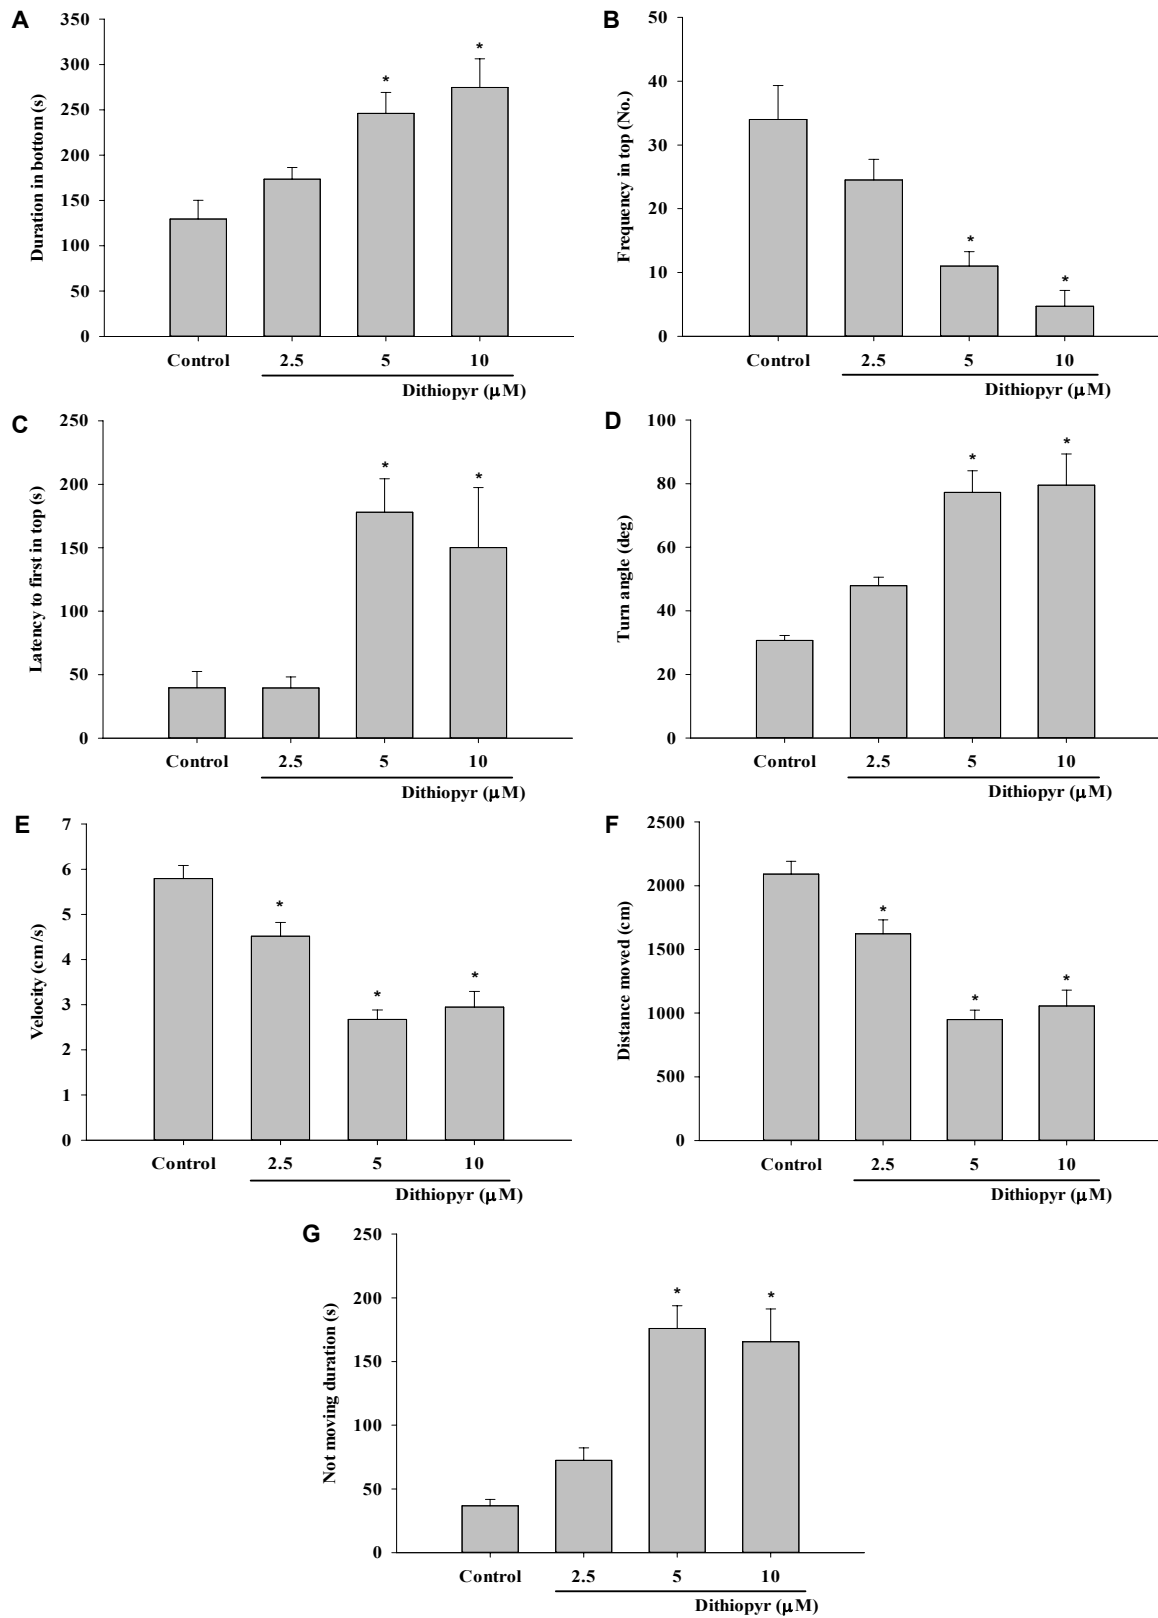 A
Duration in bottom (s)
350
300
250
200
150
100
50
0
*
*
Control
2.5
5
10
Dithiopyr (μM)
B
Frequency in top (No.)
50
40
30
20
10
0
*
*
Control
2.5
5
10
Dithiopyr (μM)
C
Latency to first in top (s)
250
200
150
100
50
0
*
*
Control
2.5
5
10
Dithiopyr (μM)
D
Turn angle (deg)
100
80
60
40
20
0
*
*
Control
2.5
5
10
Dithiopyr (μM)
E
Velocity (cm/s)
7
6
5
4
3
2
1
0
*
*
*
Control
2.5
5
10
Dithiopyr (μM)
F
Distance moved (cm)
2500
2000
1500
1000
500
0
*
*
*
Control
2.5
5
10
Dithiopyr (μM)
G
Not moving duration (s)
250
200
150
100
50
0
*
*
Control
2.5
5
10
Dithiopyr (μM)